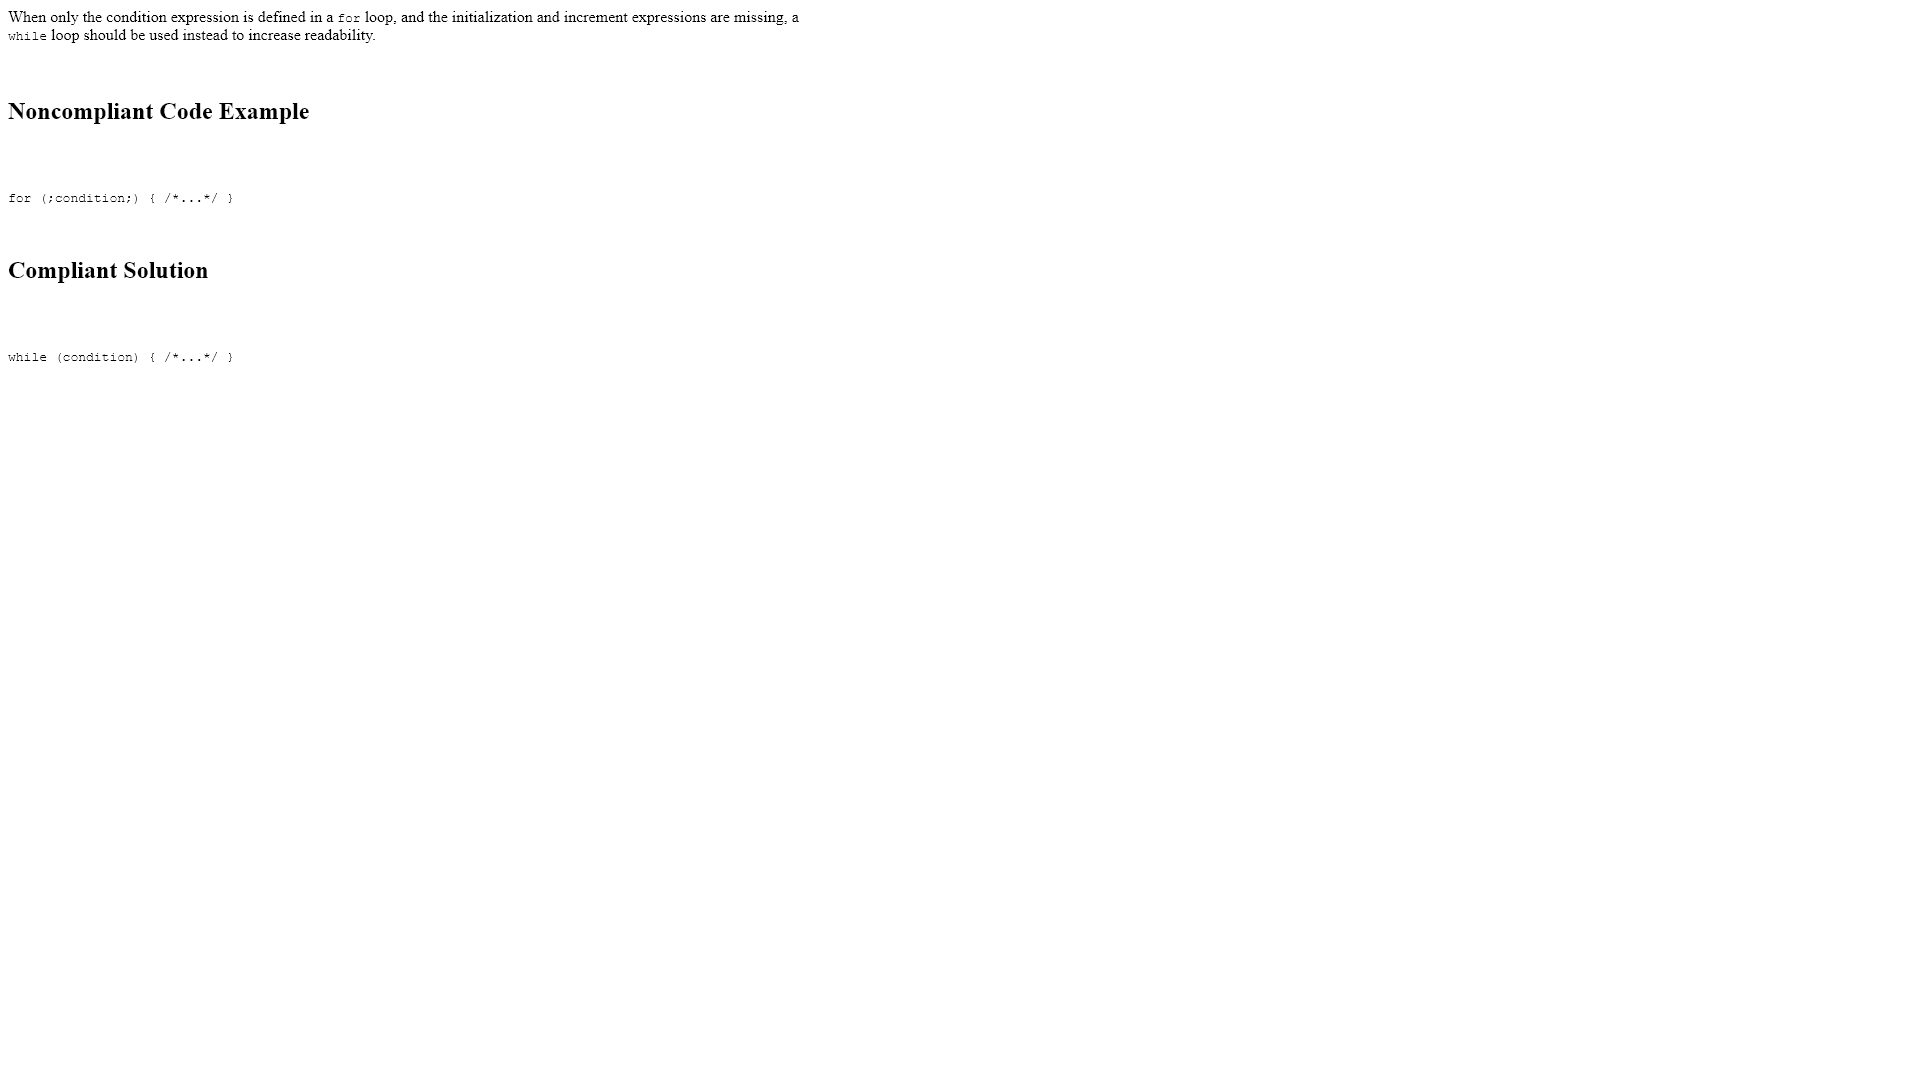 When only the condition expression is defined in a for loop, and the initialization and increment expressions are missing, a
while loop should be used instead to increase readability.
Noncompliant Code Example
for (;condition;) { /*...*/ }
Compliant Solution
while (condition) { /*...*/ }